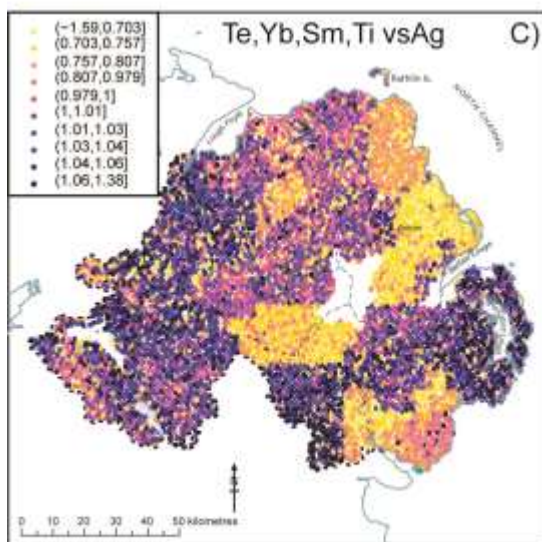 Te,Yb,Sm,Ti vsAg
C)
(−1.59,0.703]
(0.703,0.757]
(0.757,0.807]
(0.807,0.979]
(0.979,1]
(1,1.01]
(1.01,1.03]
(1.03,1.04]
(1.04,1.06]
(1.06,1.38]
Rathlin Is.
NORTH CHANNEL
Lough Foyle
0 10 20 30 40 50 kilometres